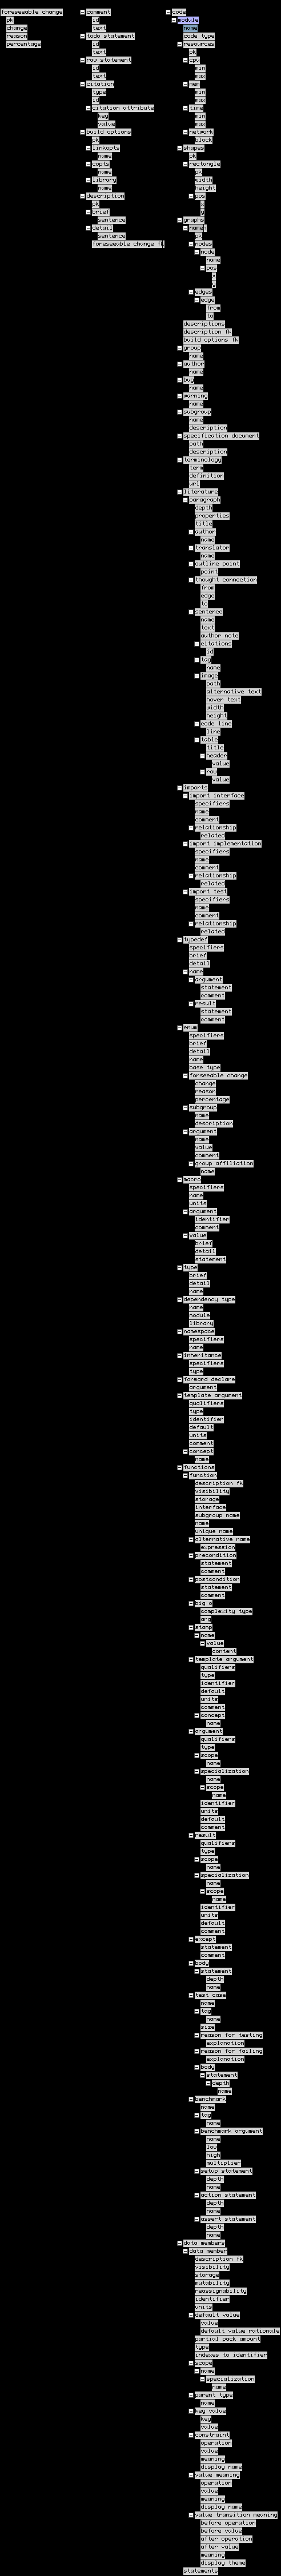 foreseeable change
pk
change
reason
percentage
comment
id
text
todo statement
id
text
raw statement
id
text
citation
type
id
citation attribute
key
value
build options
pk
linkopts
name
copts
name
library
name
description
pk
brief
sentence
detail
sentence
foreseeable change fk
code
module
name
code type
resources
pk
cpu
min
max
mem
min
max
time
min
max
network
block
shapes
pk
rectangle
pk
width
height
pos
x
y
graphs
name
pk
nodes
node
name
pos
x
y
edges
edge
from
to
descriptions
description fk
build options fk
group
name
author
name
bug
name
warning
name
subgroup
name
description
specification document
path
description
terminology
term
definition
url
literature
paragraph
depth
properties
title
author
name
translator
name
outline point
point
thought connection
from
edge
to
sentence
name
text
author note
citations
id
tag
name
image
path
alternative text
hover text
width
height
code line
line
table
title
header
value
row
value
imports
import interface
specifiers
name
comment
relationship
related
import implementation
specifiers
name
comment
relationship
related
import test
specifiers
name
comment
relationship
related
typedef
specifiers
brief
detail
name
argument
statement
comment
result
statement
comment
enum
specifiers
brief
detail
name
base type
forseeable change
change
reason
percentage
subgroup
name
description
argument
name
value
comment
group affiliation
name
macro
specifiers
name
units
argument
identifier
comment
value
brief
detail
statement
type
brief
detail
name
dependency type
name
module
library
namespace
specifiers
name
inheritance
specifiers
type
forward declare
argument
template argument
qualifiers
type
identifier
default
units
comment
concept
name
functions
function
description fk
visibility
storage
interface
subgroup name
name
unique name
alternative name
expression
precondition
statement
comment
postcondition
statement
comment
big o
complexity type
arg
stamp
name
value
content
template argument
qualifiers
type
identifier
default
units
comment
concept
name
argument
qualifiers
type
scope
name
specialization
name
scope
name
identifier
units
default
comment
result
qualifiers
type
scope
name
specialization
name
scope
name
identifier
units
default
comment
except
statement
comment
body
statement
depth
name
test case
name
tag
name
size
reason for testing
explanation
reason for failing
explanation
body
statement
depth
name
benchmark
name
tag
name
benchmark argument
name
low
high
multiplier
setup statement
depth
name
action statement
depth
name
assert statement
depth
name
data members
data member
description fk
visibility
storage
mutability
reassignability
identifier
units
default value
value
default value rationale
partial pack amount
type
indexes to identifier
scope
name
specialization
name
parent type
name
key value
key
value
constraint
operation
value
meaning
display name
value meaning
operation
value
meaning
display name
value transition meaning
before operation
before value
after operation
after value
meaning
display theme
statements